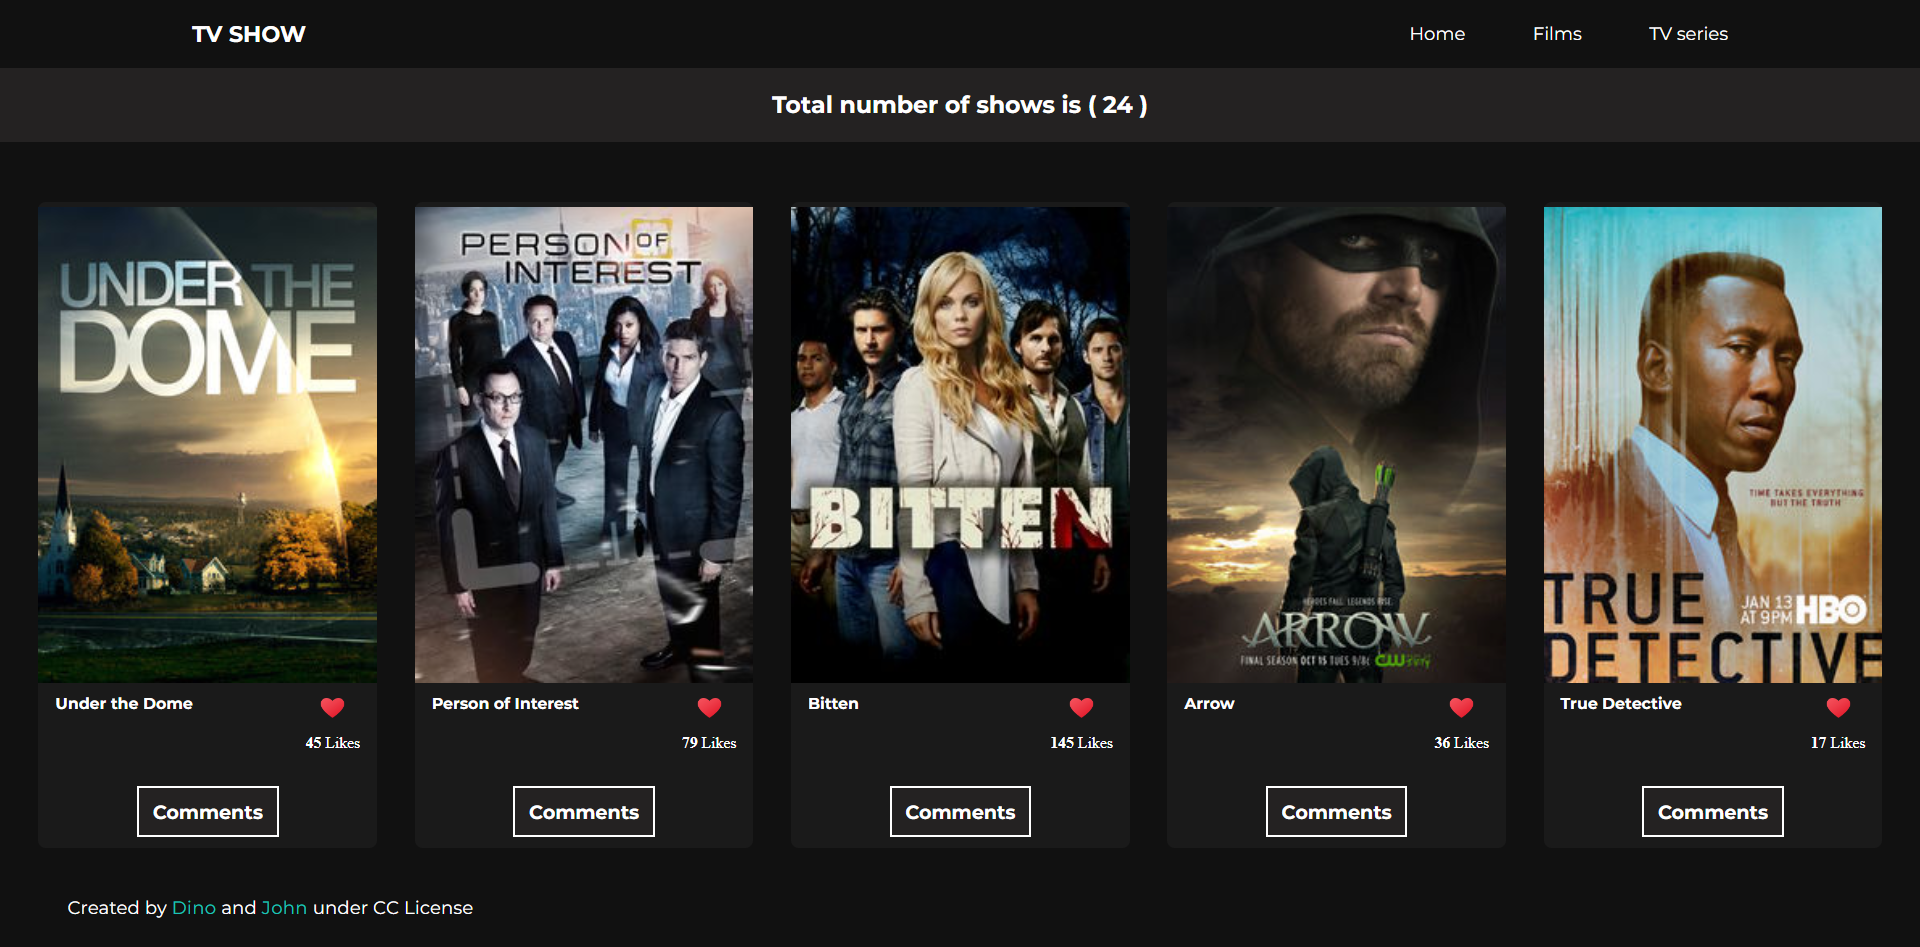 TV SHOW
Home
Films
TV series
Total number of shows is ( 24 )
UNDER THE
DOME
PERSON OF
INTEREST
BITTEN
HEROES FALL. LEGENDS RISE.
ARROW
FINAL SEASON OCT 15 TUES 9/8c CW
TIME TAKES EVERYTHING
BUT THE TRUTH
TRUE
JAN 13
AT 9PM HBO
DETECTIVE
Under the Dome
45 Likes
Comments
Person of Interest
79 Likes
Comments
Bitten
145 Likes
Comments
Arrow
36 Likes
Comments
True Detective
17 Likes
Comments
Created by Dino and John under CC License